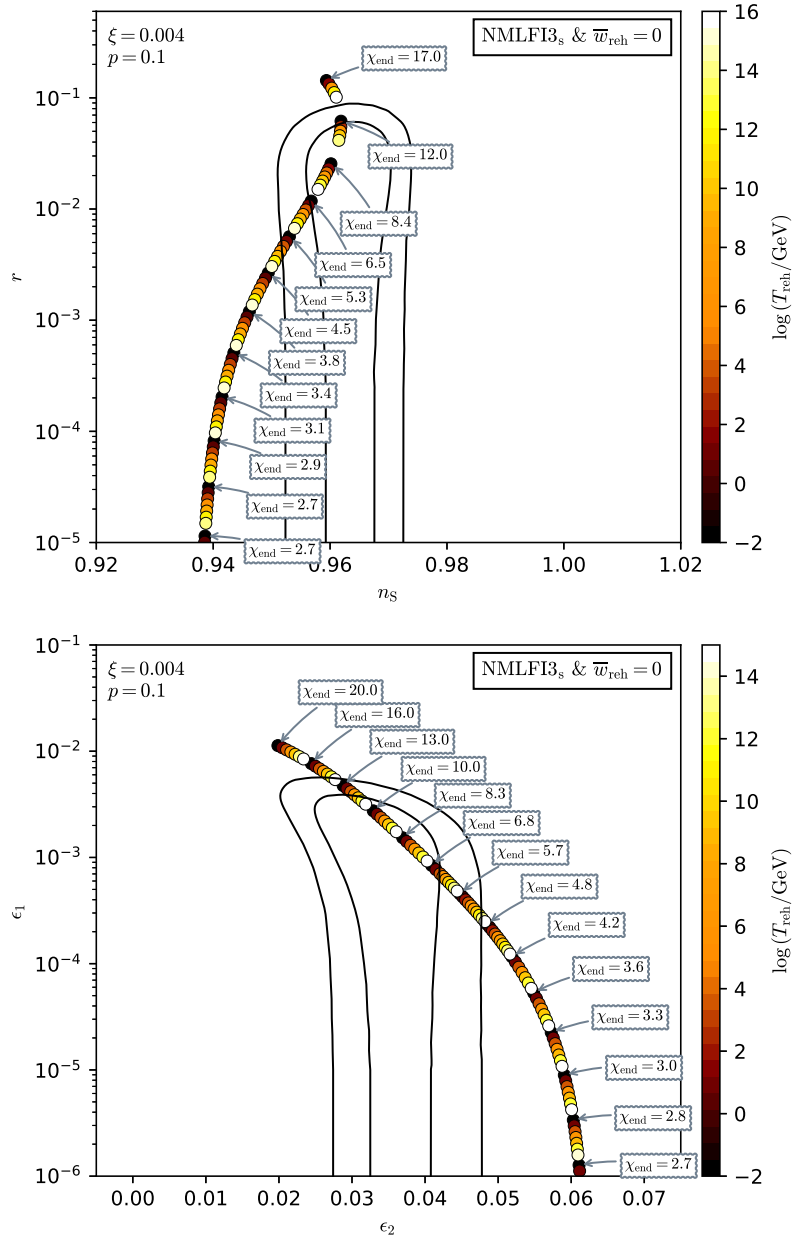 ξ = 0.004
p = 0.1
NMLFI3s & w̅reh = 0
χend = 17.0
χend = 12.0
χend = 8.4
χend = 6.5
χend = 5.3
χend = 4.5
χend = 3.8
χend = 3.4
χend = 3.1
χend = 2.9
χend = 2.7
χend = 2.7
10⁻¹
10⁻²
10⁻³
10⁻⁴
10⁻⁵
r
0.92 0.94 0.96 0.98 1.00 1.02
nS
16
14
12
10
8
6
4
2
0
−2
log (Treh/GeV)
ξ = 0.004
p = 0.1
NMLFI3s & w̅reh = 0
χend = 20.0
χend = 16.0
χend = 13.0
χend = 10.0
χend = 8.3
χend = 6.8
χend = 5.7
χend = 4.8
χend = 4.2
χend = 3.6
χend = 3.3
χend = 3.0
χend = 2.8
χend = 2.7
10⁻¹
10⁻²
10⁻³
10⁻⁴
10⁻⁵
10⁻⁶
ϵ1
0.00 0.01 0.02 0.03 0.04 0.05 0.06 0.07
ϵ2
14
12
10
8
6
4
2
0
−2
log (Treh/GeV)